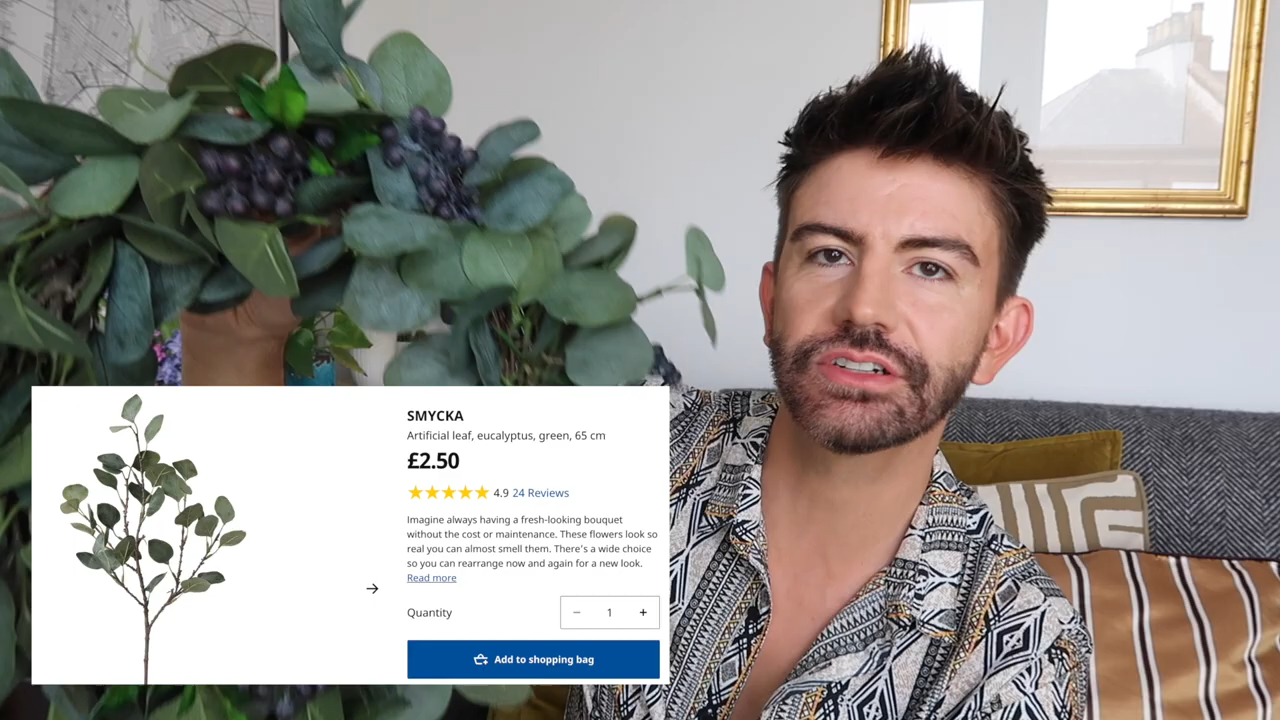 SMYCKA
Artificial leaf, eucalyptus, green, 65 cm
£2.50
4.9 24 Reviews
Imagine always having a fresh-looking bouquet
without the cost or maintenance. These flowers look so
real you can almost smell them. There's a wide choice
so you can rearrange now and again for a new look.
Read more
Quantity
− 1 +
Add to shopping bag